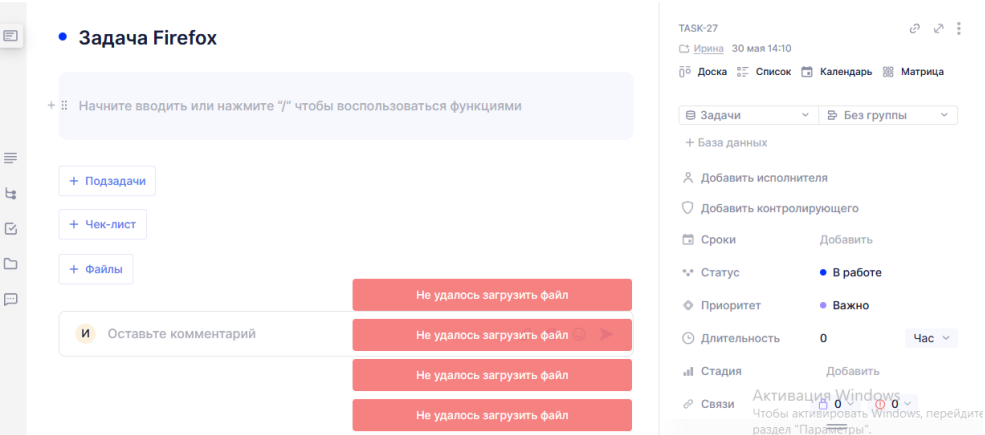 Задача Firefox
Начните вводить или нажмите “/” чтобы воспользоваться функциями
+ Подзадачи
+ Чек-лист
+ Файлы
И Оставьте комментарий
Не удалось загрузить файл
Не удалось загрузить файл
Не удалось загрузить файл
Не удалось загрузить файл
TASK-27
Ирина 30 мая 14:10
Доска Список Календарь Матрица
Задачи Без группы
+ База данных
Добавить исполнителя
Добавить контролирующего
Сроки Добавить
Статус В работе
Приоритет Важно
Длительность 0 Час
Стадия Добавить
Связи 0 0
Активация Windows
Чтобы активировать Windows, перейдите
раздел "Параметры".